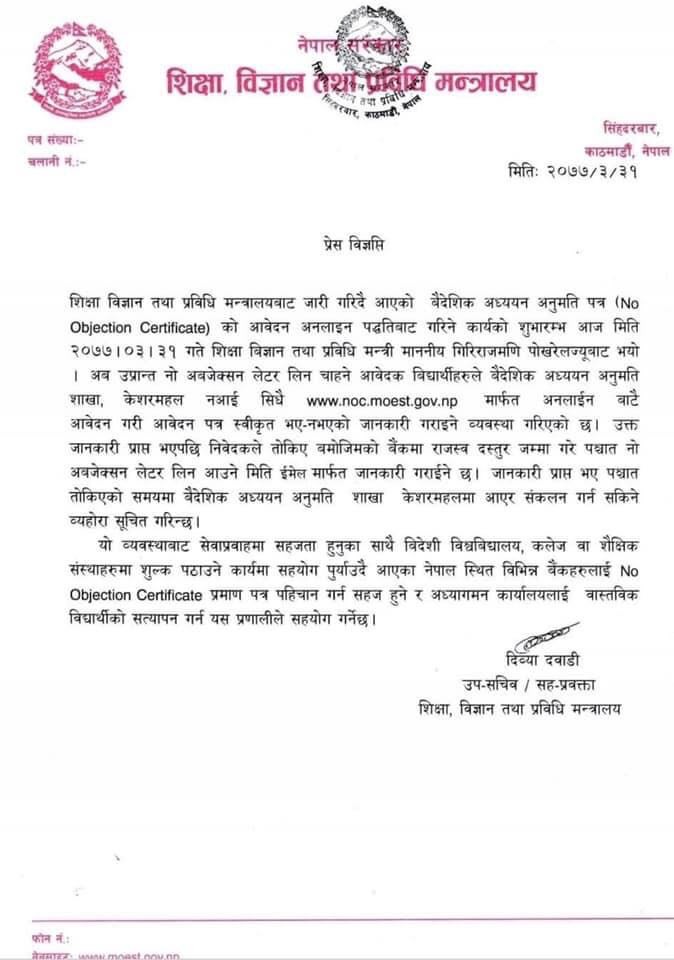 नेपाल सरकार
शिक्षा, विज्ञान तथा प्रविधि मन्त्रालय
सिंहदरबार, काठमाडौं, नेपाल
सिंहदरबार,
काठमाडौं, नेपाल
पत्र संख्या:-
चलानी नं.:-
मितिः २०७७/३/३१
प्रेस विज्ञप्ति
शिक्षा विज्ञान तथा प्रविधि मन्त्रालयबाट जारी गरिदै आएको बैदेशिक अध्ययन अनुमति पत्र (No
Objection Certificate) को आवेदन अनलाइन पद्धतिबाट गरिने कार्यको शुभारम्भ आज मिति
२०७७।०३।३१ गते शिक्षा विज्ञान तथा प्रविधि मन्त्री माननीय गिरिराजमणि पोखरेलज्यूबाट भयो
। अब उप्रान्त नो अबजेक्सन लेटर लिन चाहने आवेदक विद्यार्थीहरुले बैदेशिक अध्ययन अनुमति
शाखा, केशरमहल नआई सिधै www.noc.moest.gov.np मार्फत अनलाईन बाटै
आवेदन गरी आवेदन पत्र स्वीकृत भए-नभएको जानकारी गराइने व्यवस्था गरिएको छ। उक्त
जानकारी प्राप्त भएपछि निवेदकले तोकिए बमोजिमको बैंकमा राजस्व दस्तुर जम्मा गरे पश्चात नो
अबजेक्सन लेटर लिन आउने मिति ईमेल मार्फत जानकारी गराईने छ। जानकारी प्राप्त भए पश्चात
तोकिएको समयमा बैदेशिक अध्ययन अनुमति शाखा केशरमहलमा आएर संकलन गर्न सकिने
व्यहोरा सूचित गरिन्छ।
यो व्यवस्थाबाट सेवाप्रवाहमा सहजता हुनुका साथै विदेशी विश्वविद्यालय, कलेज वा शैक्षिक
संस्थाहरुमा शुल्क पठाउने कार्यमा सहयोग पुर्याउदै आएका नेपाल स्थित विभिन्न बैंकहरुलाई No
Objection Certificate प्रमाण पत्र पहिचान गर्न सहज हुने र अध्यागमन कार्यालयलाई वास्तविक
विद्यार्थीको सत्यापन गर्न यस प्रणालीले सहयोग गर्नेछ।
दिव्या दवाडी
उप-सचिव / सह-प्रवक्ता
शिक्षा, विज्ञान तथा प्रविधि मन्त्रालय
फोन नं.:
वेबसाइट: www.moest.gov.np